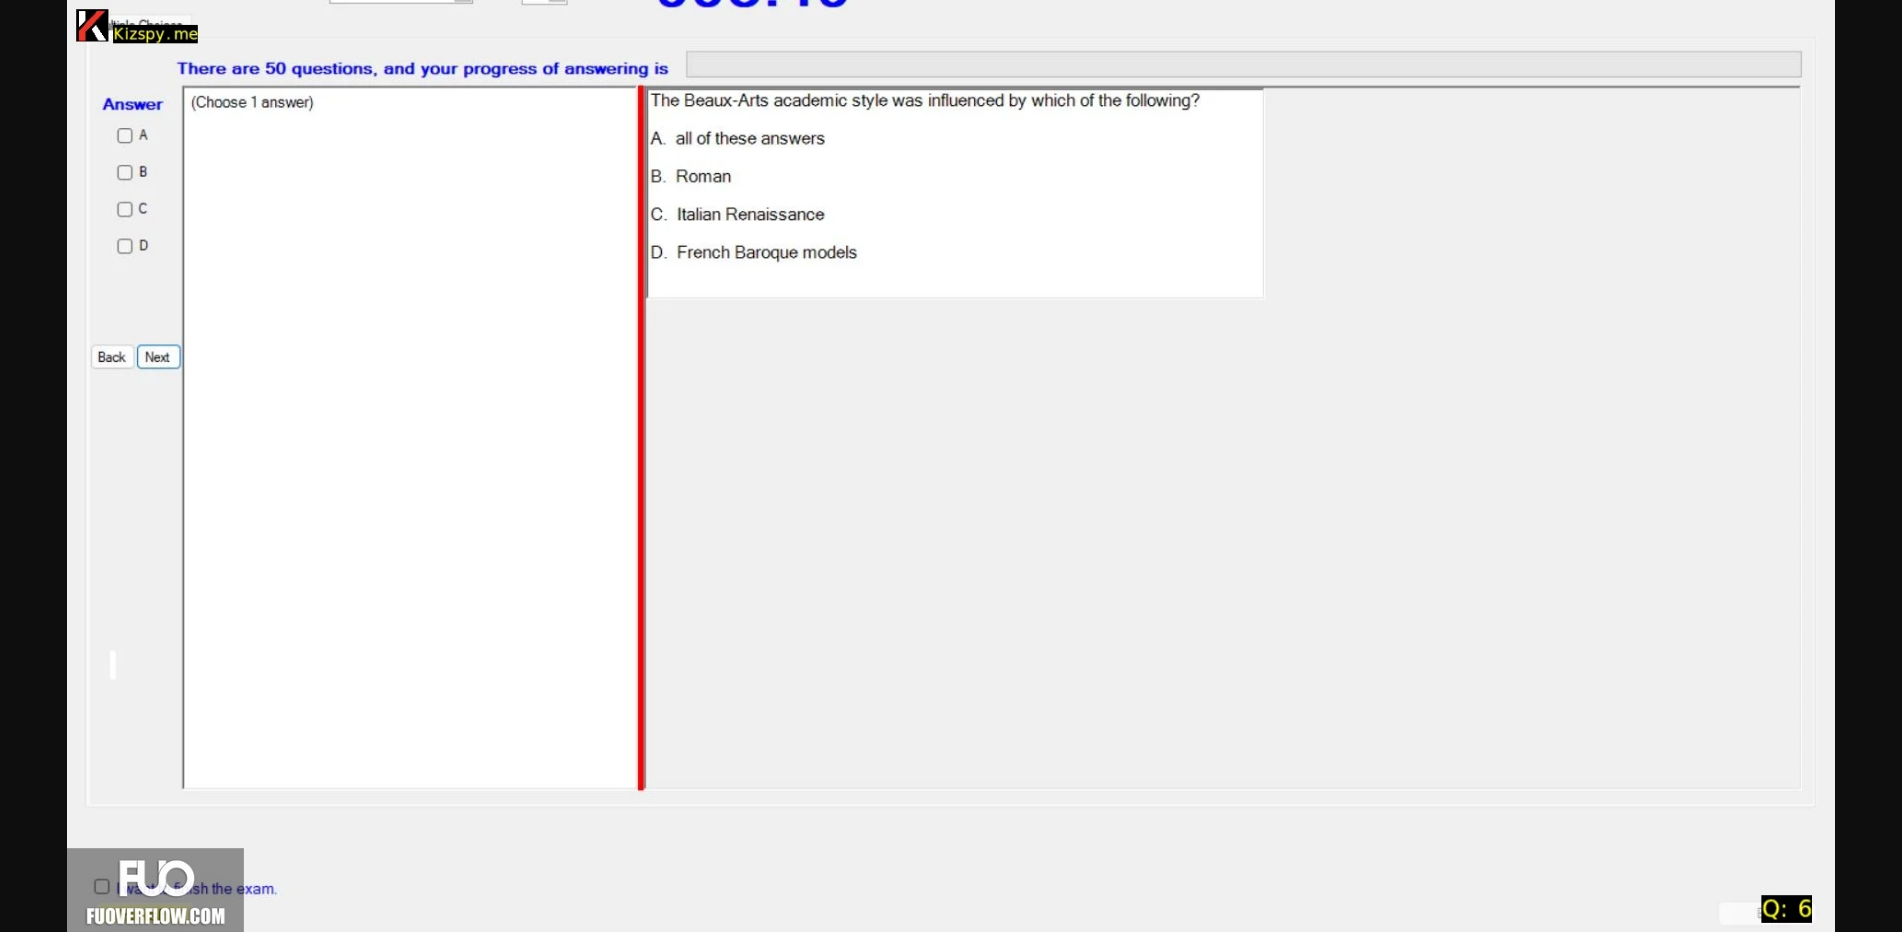 Kizspy.me
There are 50 questions, and your progress of answering is
Answer
A
B
C
D
Back
Next
(Choose 1 answer)
The Beaux-Arts academic style was influenced by which of the following?
A. all of these answers
B. Roman
C. Italian Renaissance
D. French Baroque models
FUO
the exam.
FUOVERFLOW.COM
Q: 6